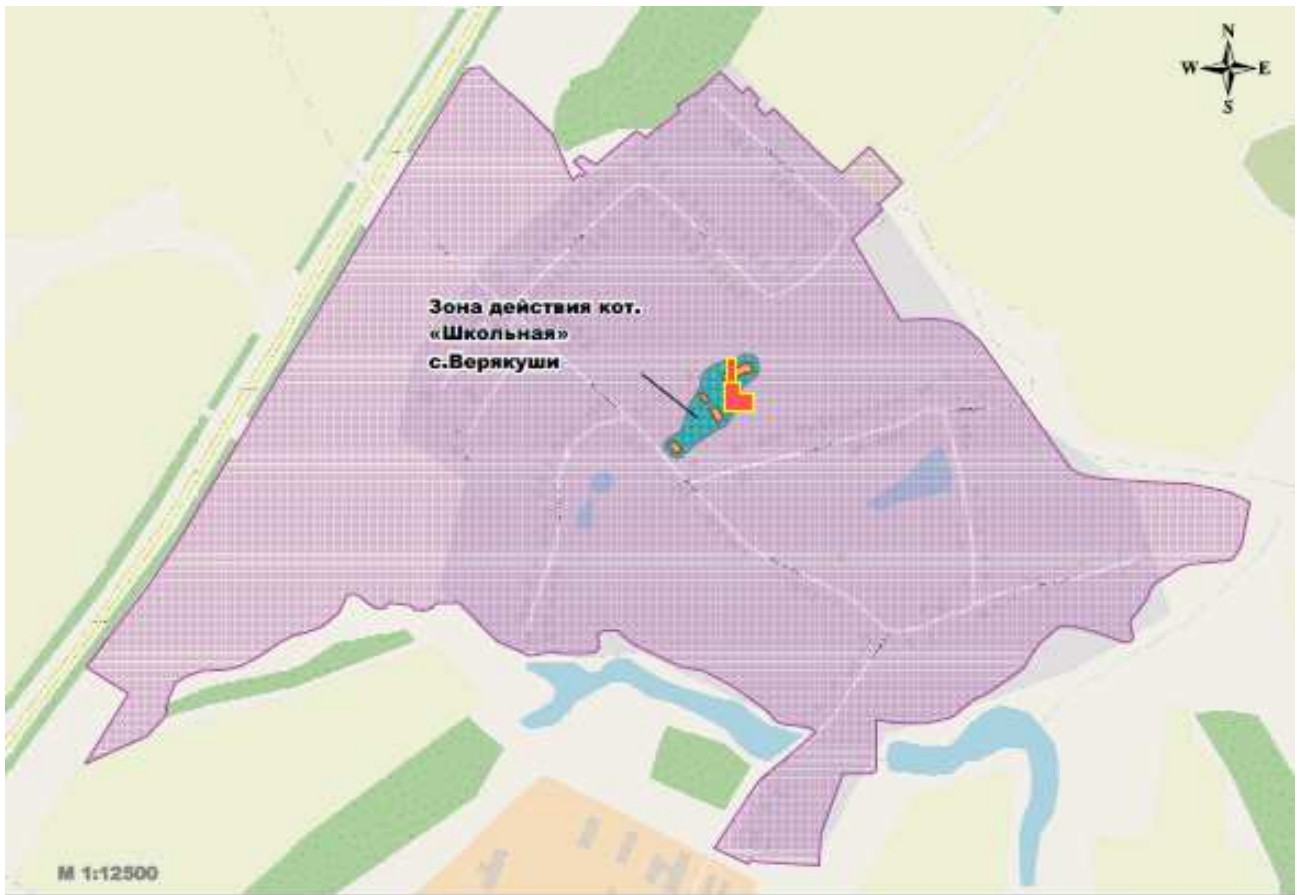 N
W E
S
Зона действия кот.
«Школьная»
с.Верякуши
М 1:12500